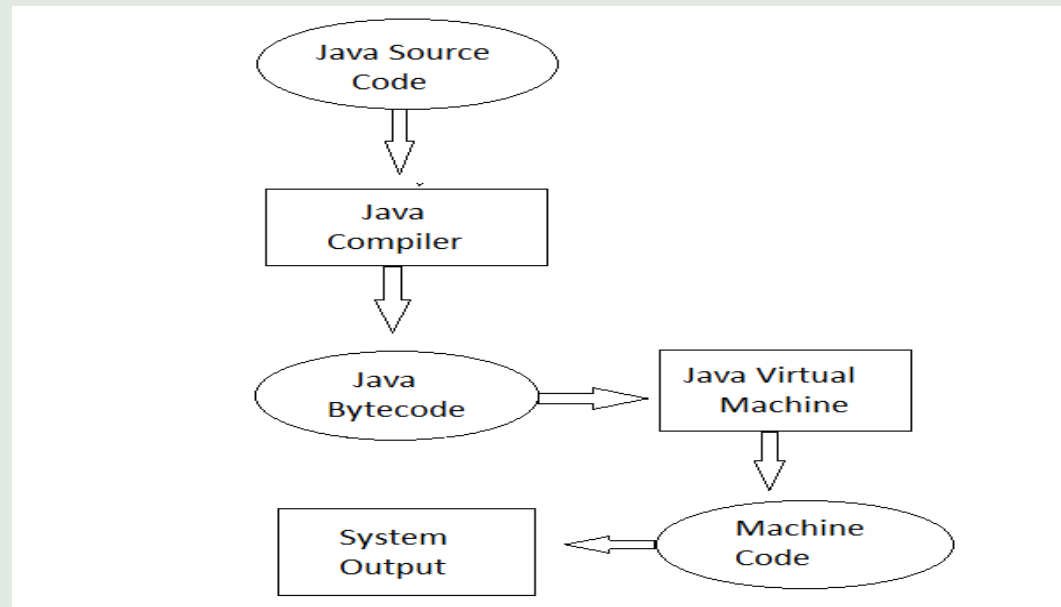 Java Source
Code
Java
Compiler
Java
Bytecode
Java Virtual
Machine
Machine
Code
System
Output